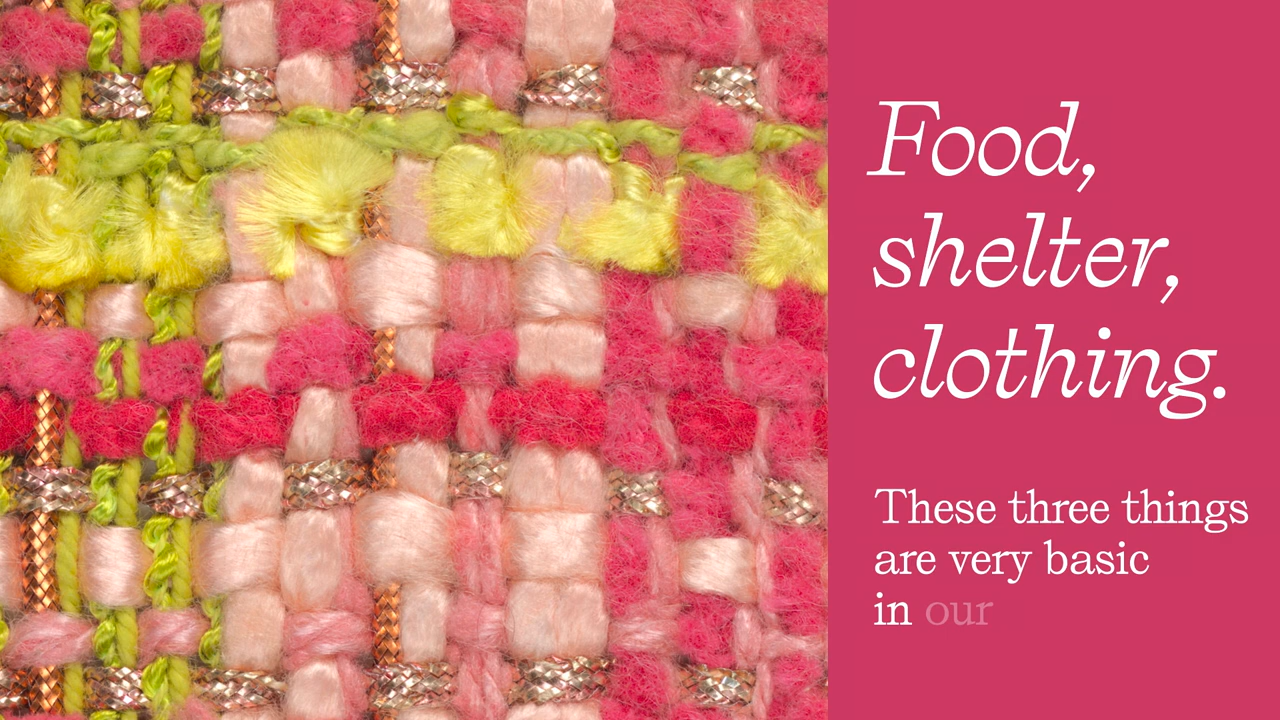 Food,
shelter,
clothing.
These three things
are very basic
in our